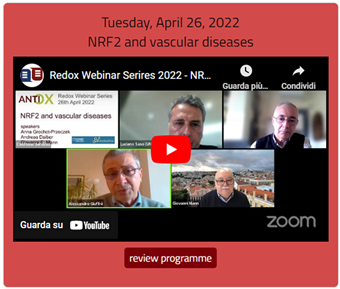 Tuesday, April 26, 2022
NRF2 and vascular diseases
Redox Webinar Serires 2022 - NR...
Guarda più...
Condividi
ANTIOX
Redox Webinar Series
26th April 2022
NRF2 and vascular diseases
speakers
Anna Grochot-Przeczek
Andreas Daiber
Giovanni E. Mann
Luciano Saso
Alessandro Giuffrè
Giovanni Mann
Guarda su YouTube
zoom
review programme